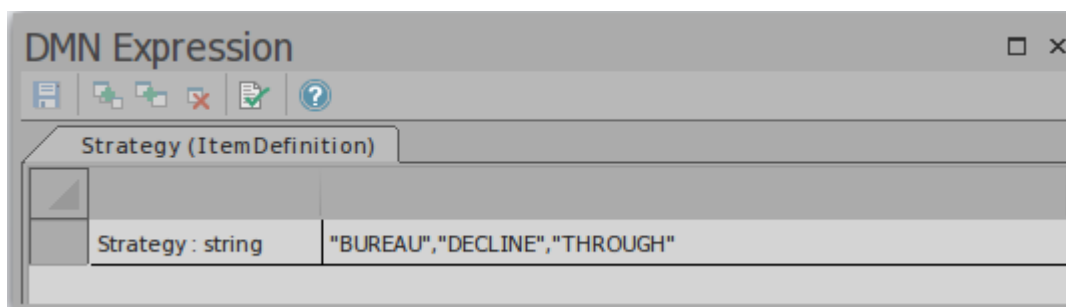 DMN Expression
Strategy (ItemDefinition)
Strategy : string "BUREAU","DECLINE","THROUGH"